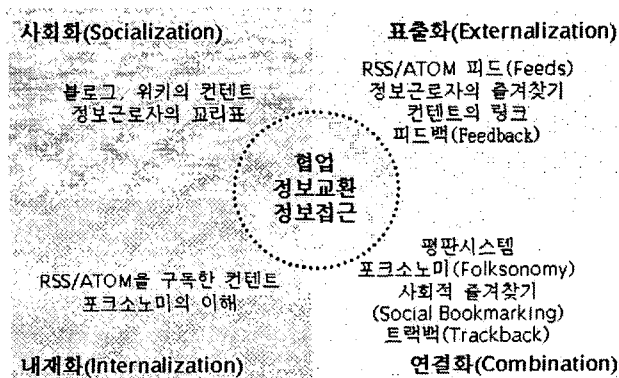 사회화(Socialization)
블로그, 위키의 컨텐트
정보근로자의 꼬리표
표출화(Externalization)
RSS/ATOM 피드(Feeds)
정보근로자의 즐겨찾기
컨텐트의 링크
피드백(Feedback)
협업
정보교환
정보접근
RSS/ATOM을 구독한 컨텐트
포크소노미의 이해
내재화(Internalization)
평판시스템
포크소노미(Folksonomy)
사회적 즐겨찾기
(Social Bookmarking)
트랙백(Trackback)
연결화(Combination)